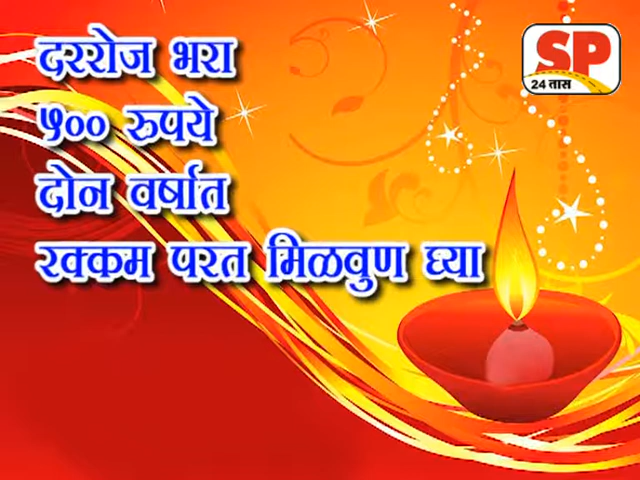 दररोज भरा
५०० रुपये
दोन वर्षात
रक्कम परत मिळवुण घ्या
SP
24 तास